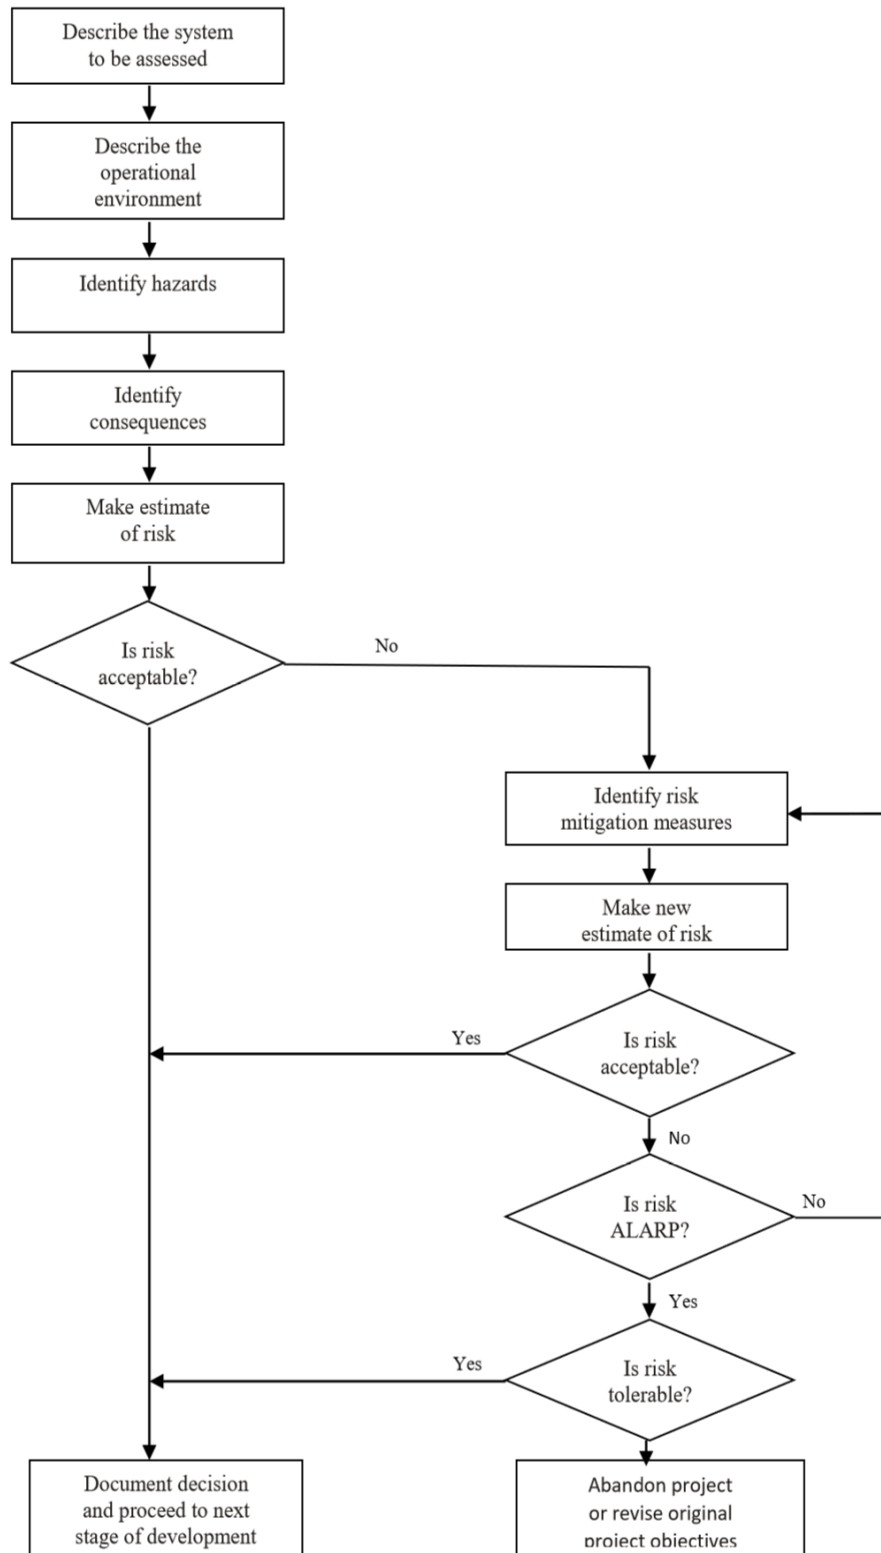 Describe the system
to be assessed
Describe the
operational
environment
Identify hazards
Identify
consequences
Make estimate
of risk
Is risk
acceptable?
No
Identify risk
mitigation measures
Make new
estimate of risk
Is risk
acceptable?
Yes
No
Is risk
ALARP?
No
Yes
Is risk
tolerable?
Yes
Document decision
and proceed to next
stage of development
Abandon project
or revise original
project objectives